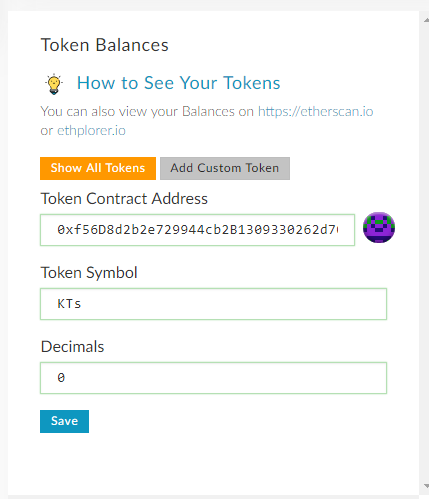 Token Balances
How to See Your Tokens
You can also view your Balances on https://etherscan.io
or ethplorer.io
Show All Tokens Add Custom Token
Token Contract Address
0xf56D8d2b2e729944cb2B1309330262d7
Token Symbol
KTs
Decimals
0
Save